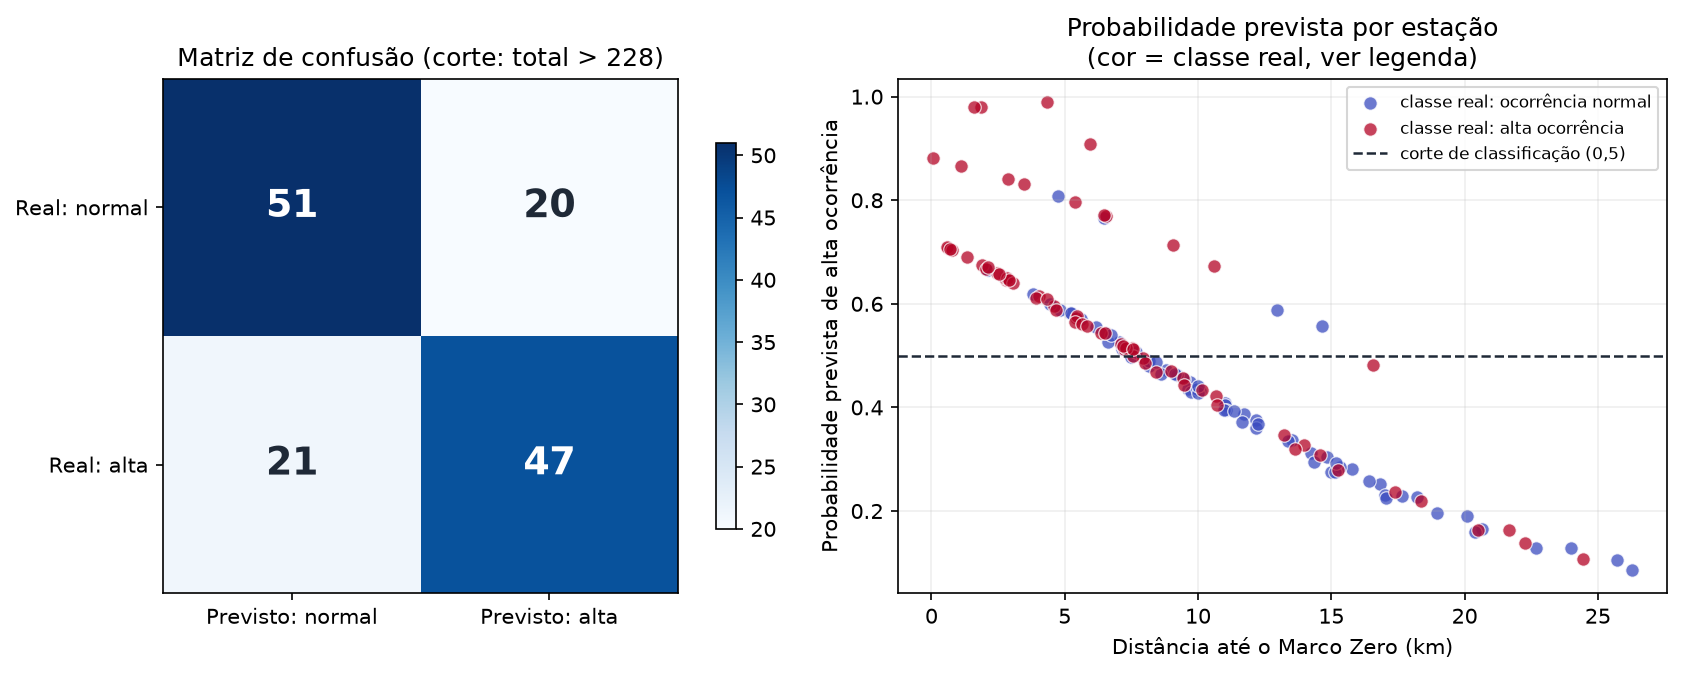 Matriz de confusão (corte: total > 228)
Real: normal
Real: alta
51
20
21
47
Previsto: normal
Previsto: alta
50
45
40
35
30
25
20
Probabilidade prevista por estação
(cor = classe real, ver legenda)
classe real: ocorrência normal
classe real: alta ocorrência
corte de classificação (0,5)
Probabilidade prevista de alta ocorrência
1.0
0.8
0.6
0.4
0.2
0
5
10
15
20
25
Distância até o Marco Zero (km)